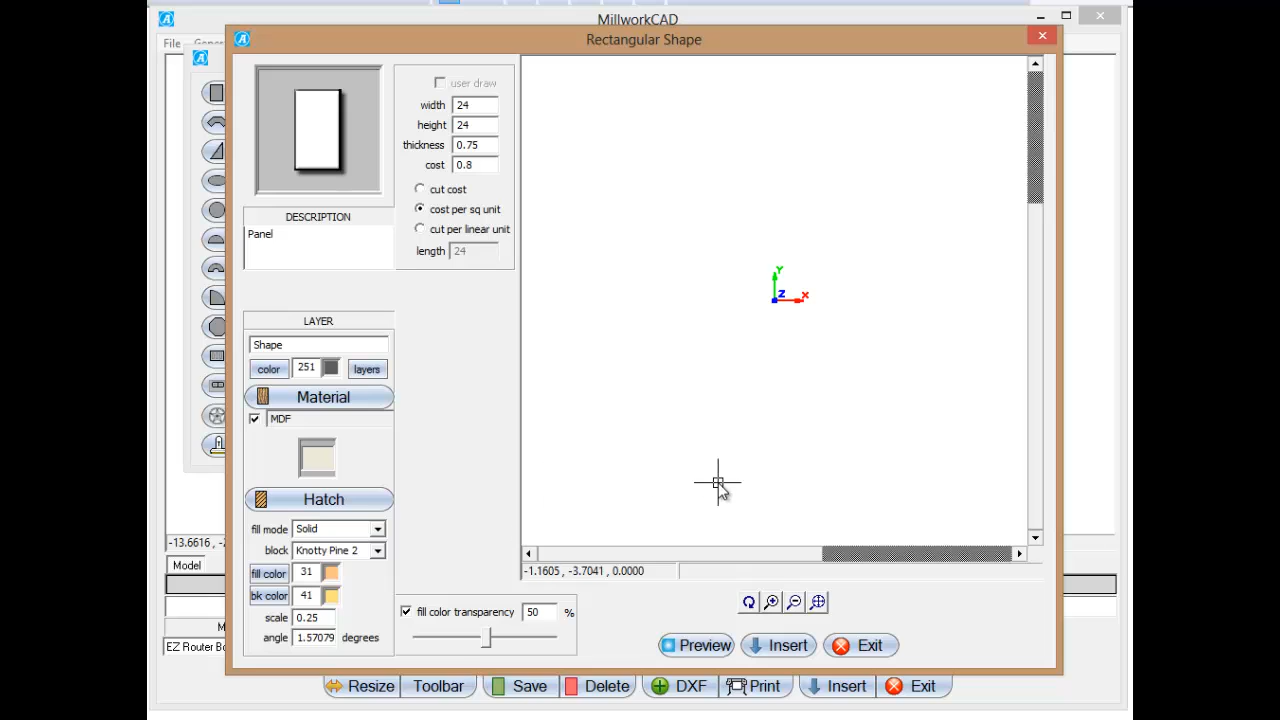 MillworkCAD
Rectangular Shape
File
user draw
width 24
height 24
thickness 0.75
cost 0.8
cut cost
cost per sq unit
cut per linear unit
length 24
DESCRIPTION
Panel
LAYER
Shape
color 251 layers
Material
MDF
Hatch
fill mode Solid
block Knotty Pine 2
fill color 31
bk color 41
scale 0.25
angle 1.57079 degrees
Y
Z X
-1.1605 , -3.7041 , 0.0000
fill color transparency 50 %
Preview Insert Exit
-13.6616 ,
Model
EZ Router
Resize Toolbar Save Delete DXF Print Insert Exit